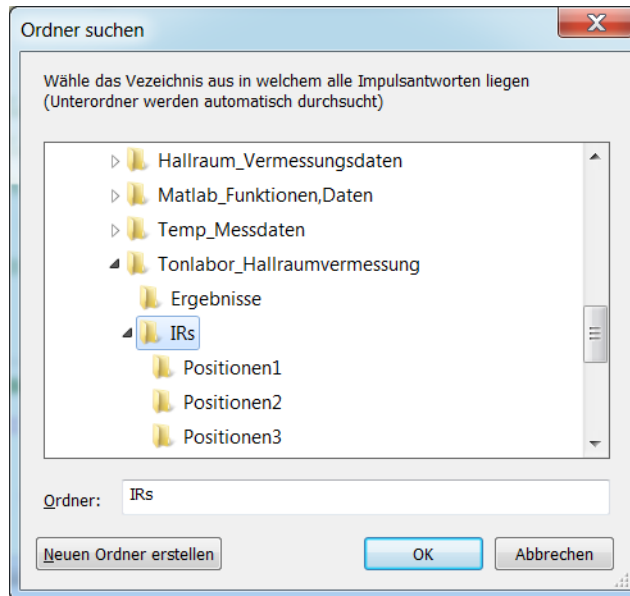 Ordner suchen
Wähle das Vezeichnis aus in welchem alle Impulsantworten liegen
(Unterordner werden automatisch durchsucht)
Hallraum_Vermessungsdaten
Matlab_Funktionen,Daten
Temp_Messdaten
Tonlabor_Hallraumvermessung
Ergebnisse
IRs
Positionen1
Positionen2
Positionen3
Ordner: IRs
Neuen Ordner erstellen OK Abbrechen